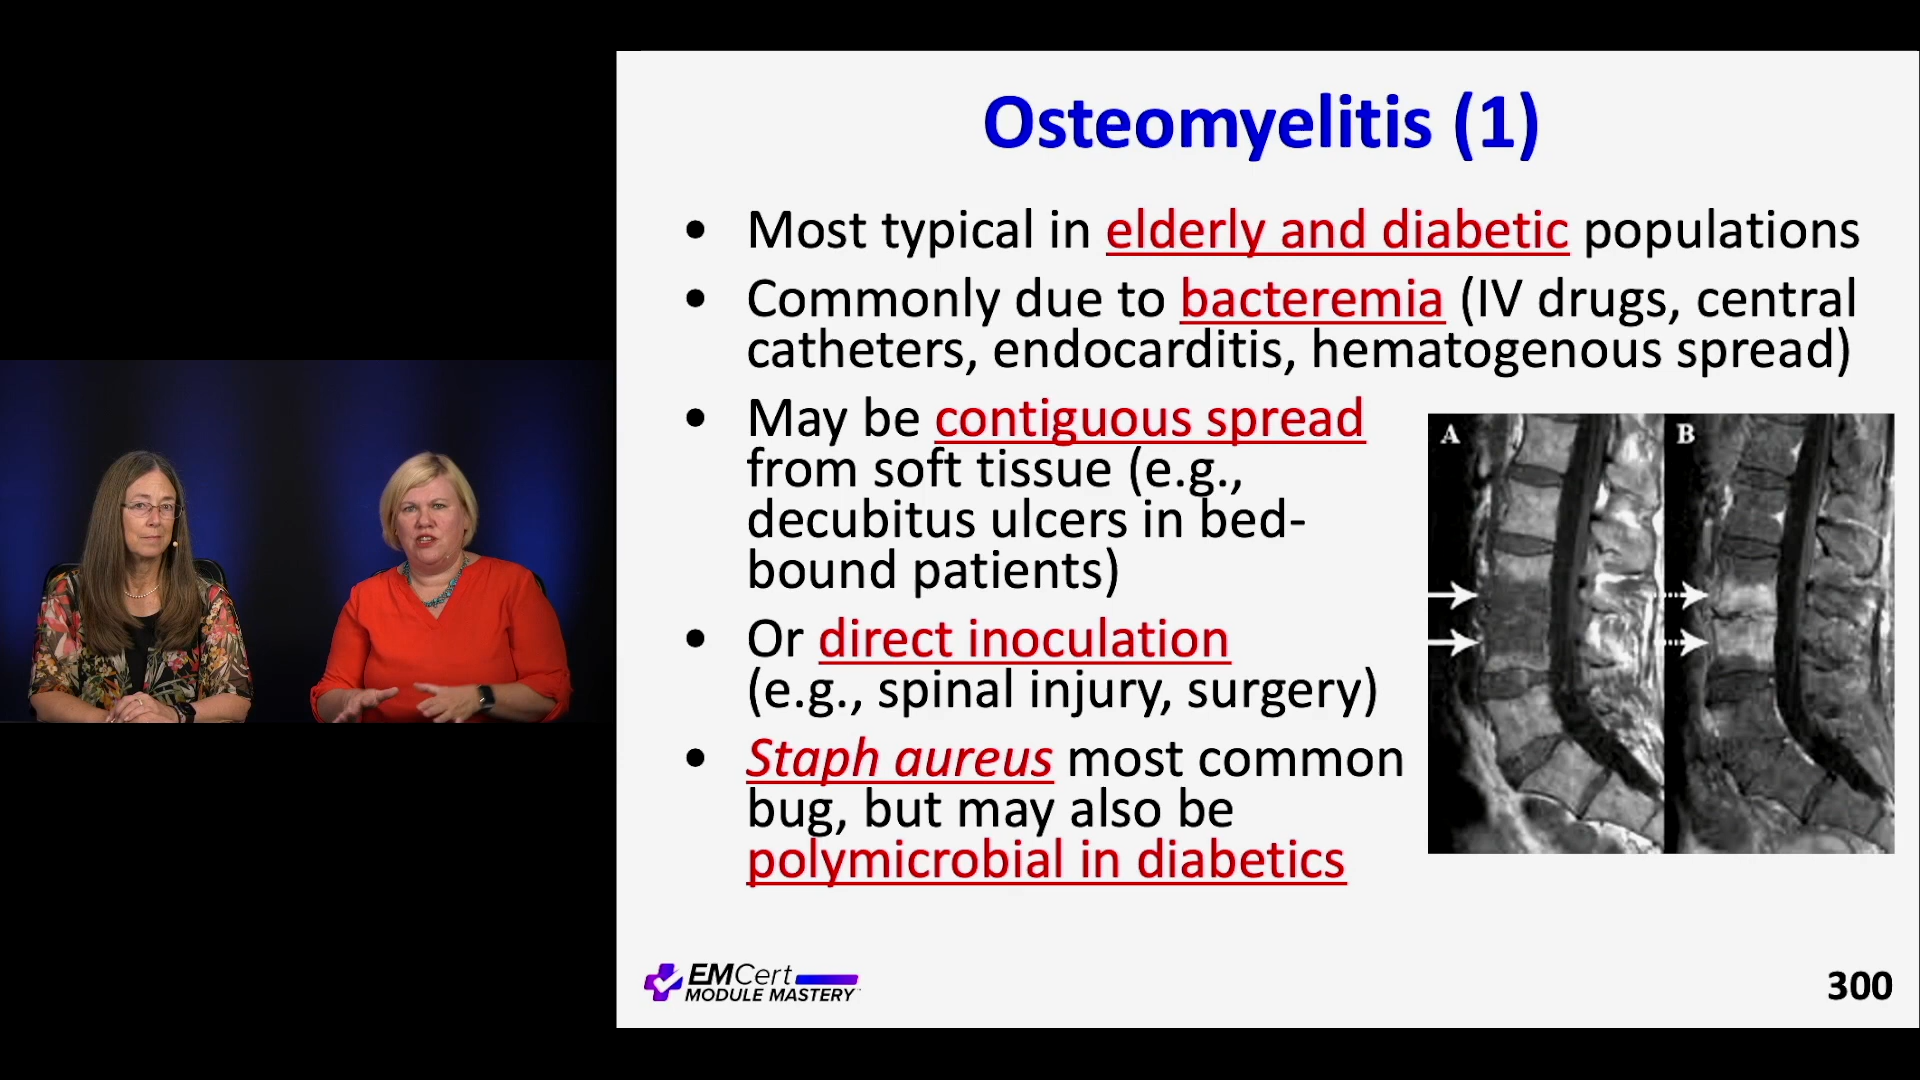 Osteomyelitis (1)
• Most typical in elderly and diabetic populations
• Commonly due to bacteremia (IV drugs, central
catheters, endocarditis, hematogenous spread)
• May be contiguous spread
from soft tissue (e.g.,
decubitus ulcers in bed-
bound patients)
• Or direct inoculation
(e.g., spinal injury, surgery)
• Staph aureus most common
bug, but may also be
polymicrobial in diabetics
A B
EMCert
MODULE MASTERY
300